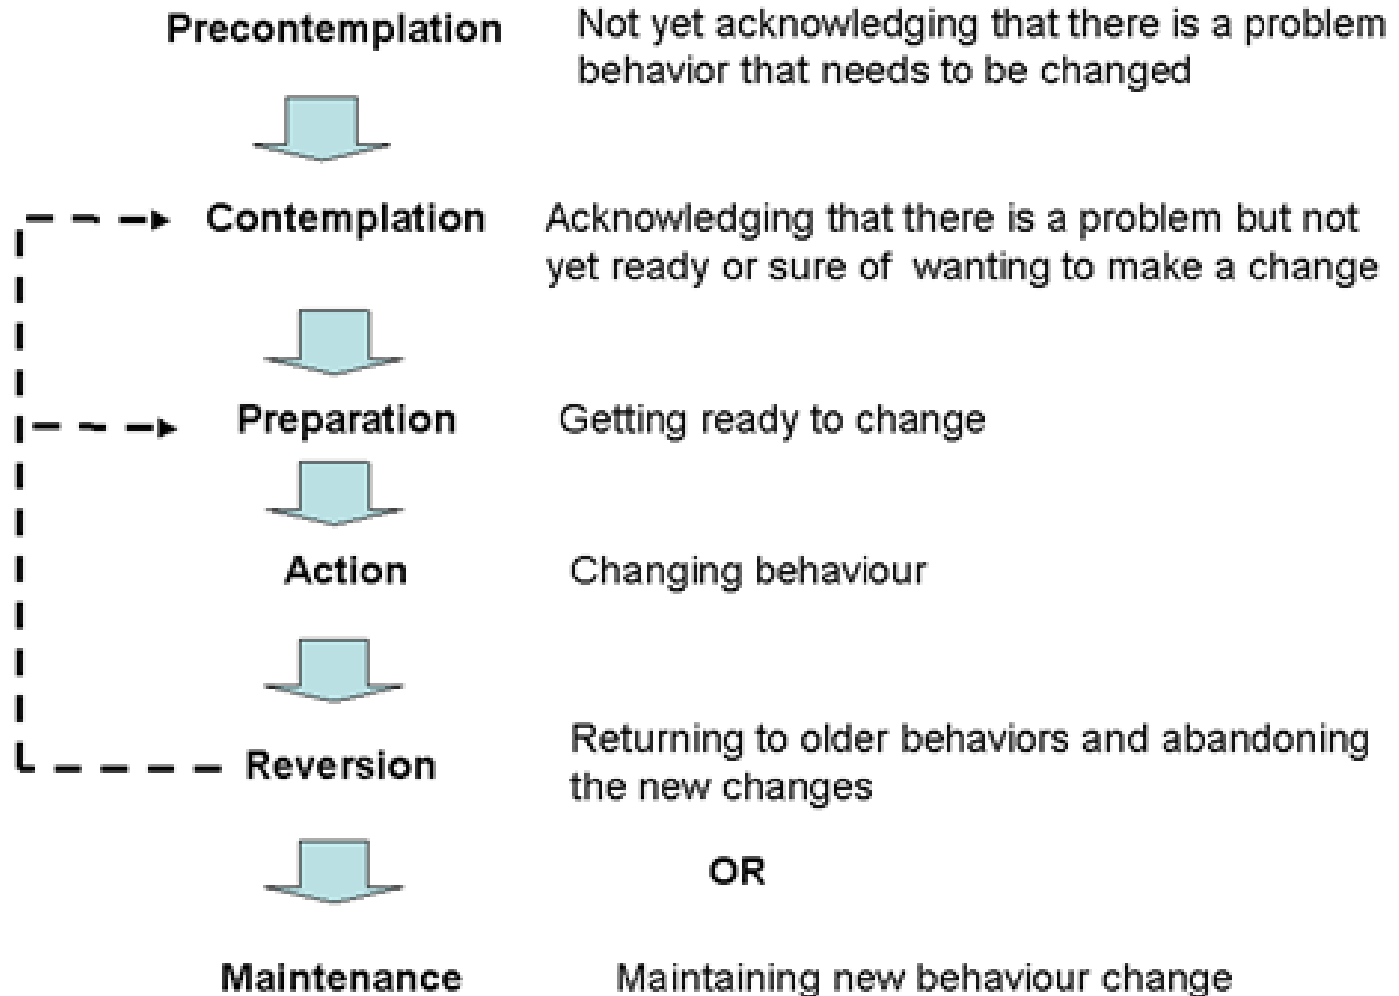 Precontemplation
Not yet acknowledging that there is a problem
behavior that needs to be changed
Contemplation
Acknowledging that there is a problem but not
yet ready or sure of wanting to make a change
Preparation
Getting ready to change
Action
Changing behaviour
Reversion
Returning to older behaviors and abandoning
the new changes
OR
Maintenance
Maintaining new behaviour change